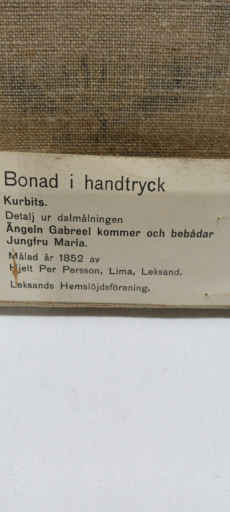 Bonad i handtryck
Kurbits.
Detalj ur dalmålningen
Ängeln Gabreel kommer och bebådar
Jungfru Maria.
Målad år 1852 av
Hjelt Per Persson, Lima, Leksand.
Leksands Hemslöjdsförening.